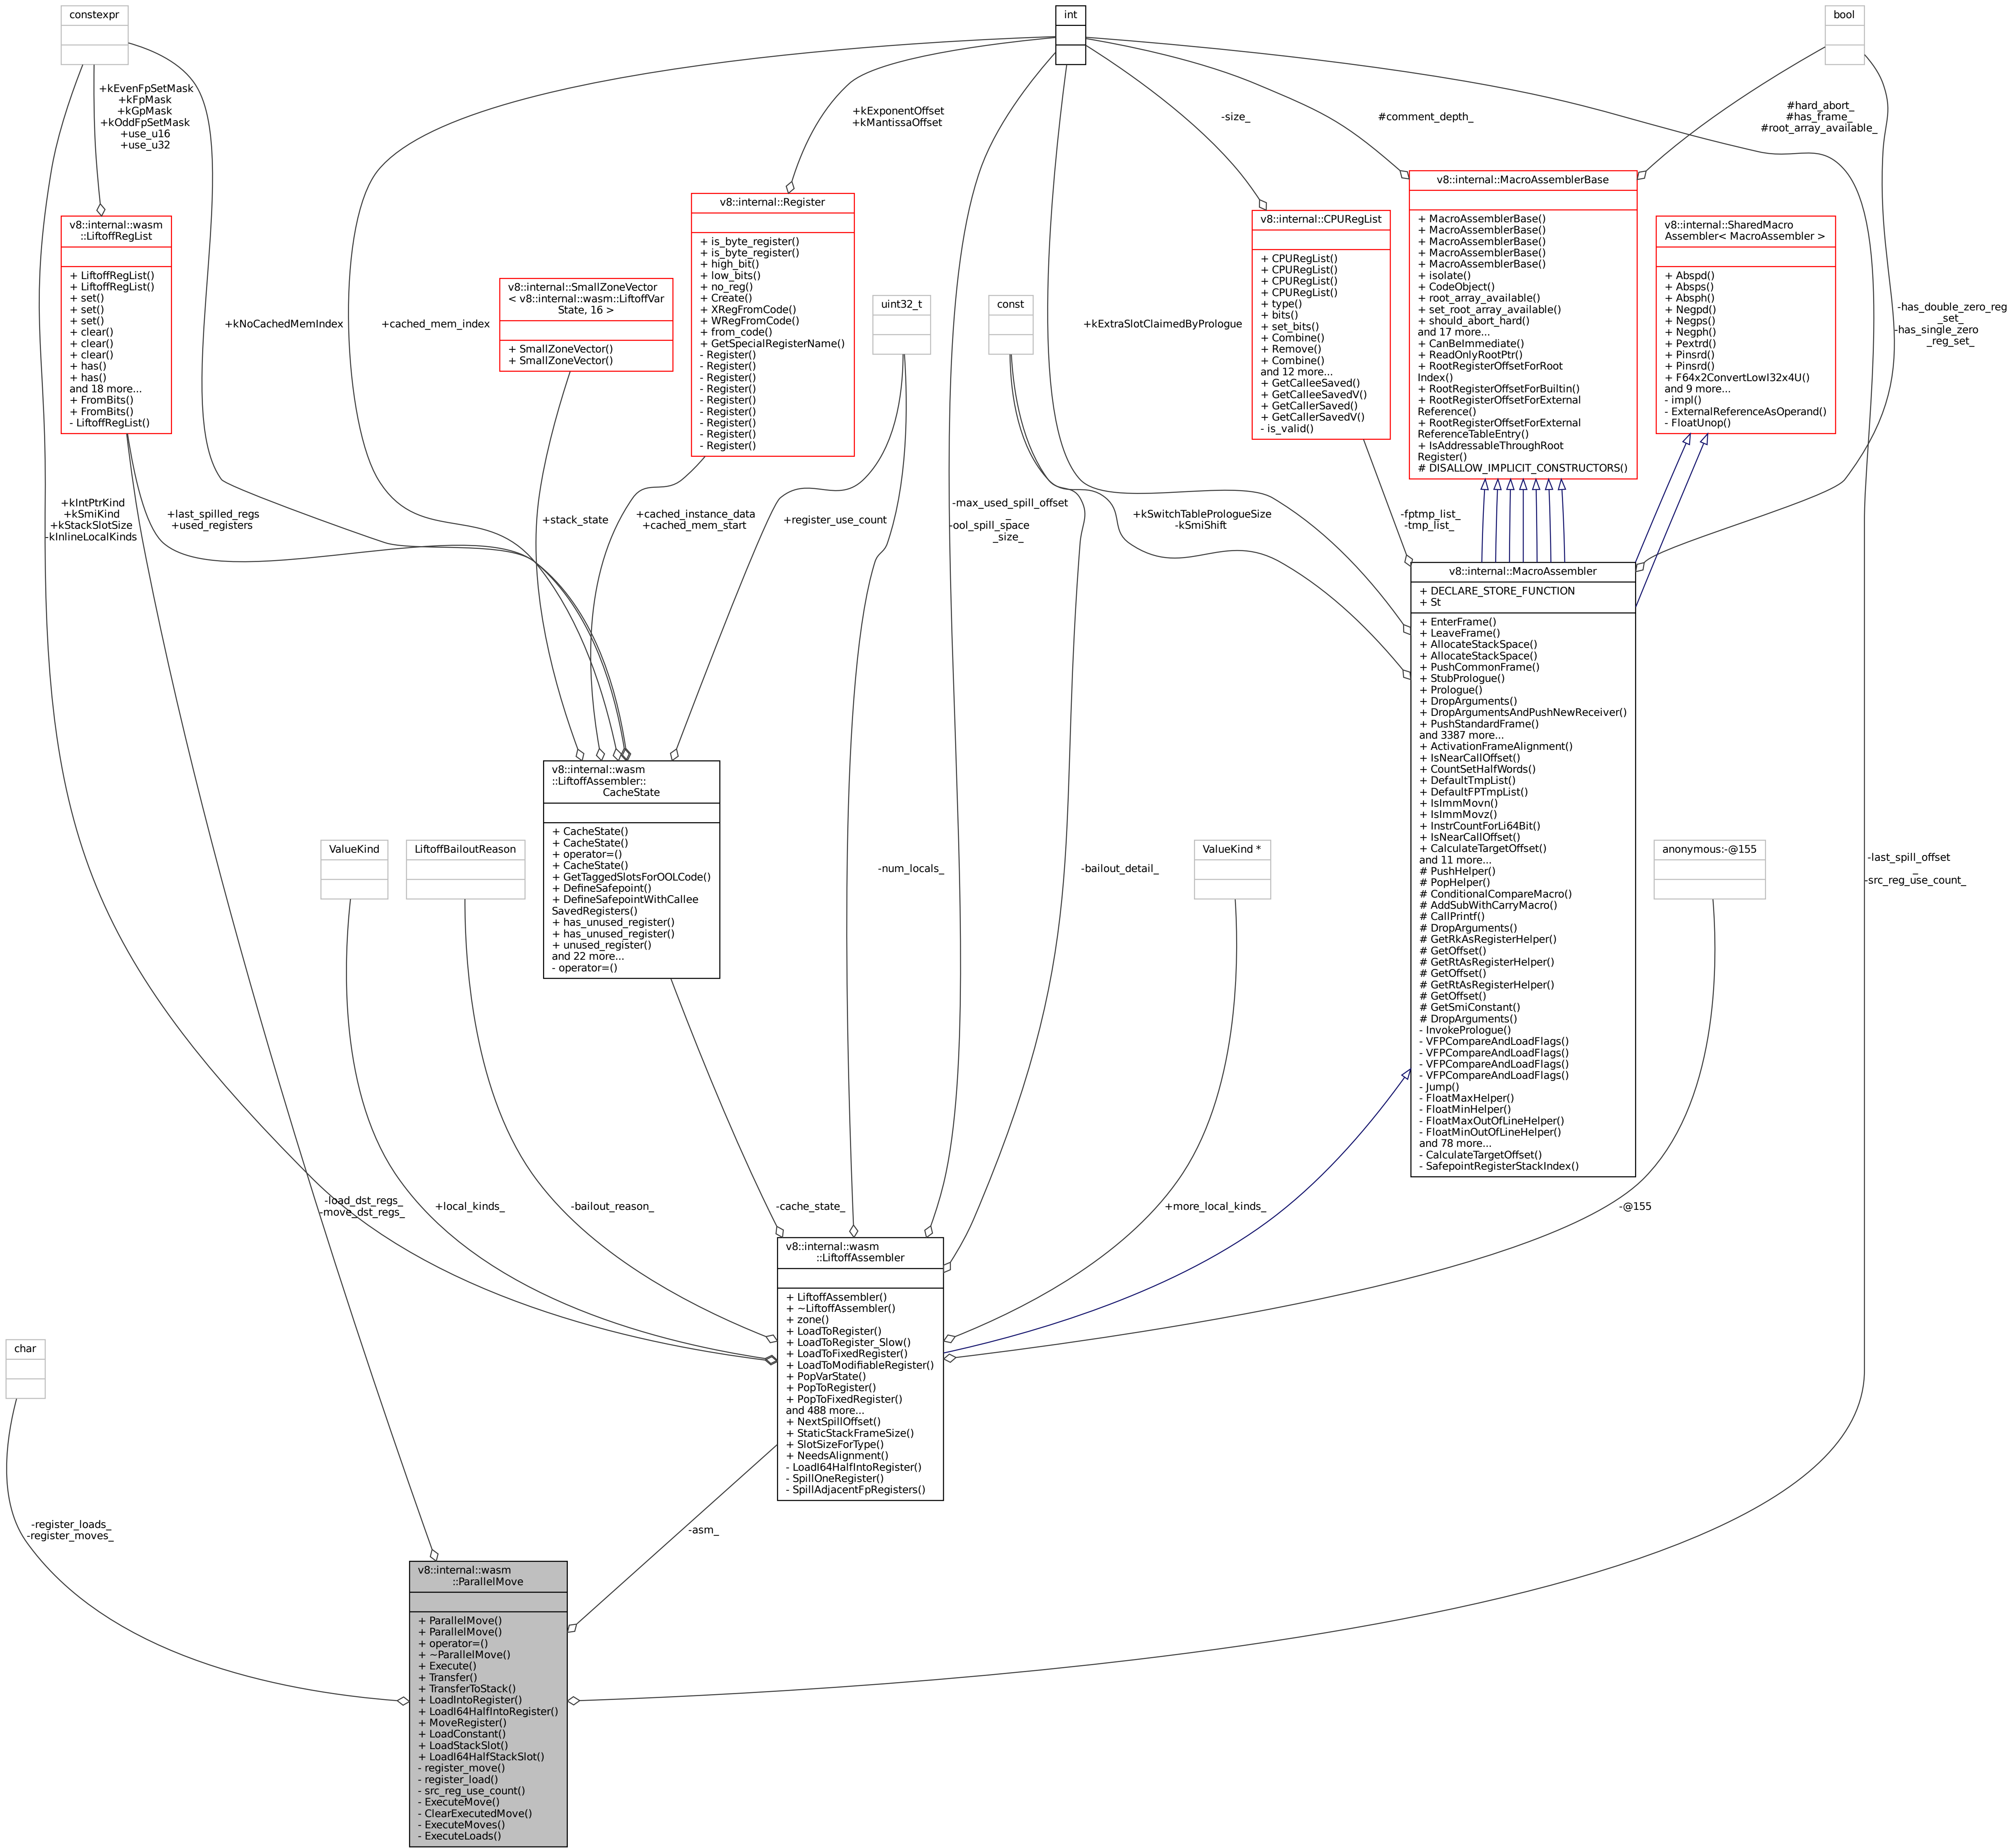 constexpr
int
bool
+kEvenFpSetMask
+kFpMask
+kGpMask
+kOddFpSetMask
+use_u16
+use_u32
+kExponentOffset
+kMantissaOffset
-size_
#comment_depth_
#hard_abort_
#has_frame_
#root_array_available_
v8::internal::wasm
::LiftoffRegList
+ LiftoffRegList()
+ LiftoffRegList()
+ set()
+ set()
+ set()
+ clear()
+ clear()
+ clear()
+ has()
+ has()
and 18 more...
+ FromBits()
+ FromBits()
- LiftoffRegList()
+kNoCachedMemIndex
+cached_mem_index
v8::internal::SmallZoneVector
< v8::internal::wasm::LiftoffVar
State, 16 >
+ SmallZoneVector()
+ SmallZoneVector()
v8::internal::Register
+ is_byte_register()
+ is_byte_register()
+ high_bit()
+ low_bits()
+ no_reg()
+ Create()
+ XRegFromCode()
+ WRegFromCode()
+ from_code()
+ GetSpecialRegisterName()
- Register()
- Register()
- Register()
- Register()
- Register()
- Register()
- Register()
- Register()
- Register()
uint32_t
const
+kExtraSlotClaimedByPrologue
v8::internal::CPURegList
+ CPURegList()
+ CPURegList()
+ CPURegList()
+ CPURegList()
+ type()
+ bits()
+ set_bits()
+ Combine()
+ Remove()
+ Combine()
and 12 more...
+ GetCalleeSaved()
+ GetCalleeSavedV()
+ GetCallerSaved()
+ GetCallerSavedV()
- is_valid()
v8::internal::MacroAssemblerBase
+ MacroAssemblerBase()
+ MacroAssemblerBase()
+ MacroAssemblerBase()
+ MacroAssemblerBase()
+ MacroAssemblerBase()
+ isolate()
+ CodeObject()
+ root_array_available()
+ set_root_array_available()
+ should_abort_hard()
and 17 more...
+ CanBeImmediate()
+ ReadOnlyRootPtr()
+ RootRegisterOffsetForRoot
Index()
+ RootRegisterOffsetForBuiltin()
+ RootRegisterOffsetForExternal
Reference()
+ RootRegisterOffsetForExternal
ReferenceTableEntry()
+ IsAddressableThroughRoot
Register()
# DISALLOW_IMPLICIT_CONSTRUCTORS()
v8::internal::SharedMacro
Assembler< MacroAssembler >
+ Abspd()
+ Absps()
+ Absph()
+ Negpd()
+ Negps()
+ Negph()
+ Pextrd()
+ Pinsrd()
+ Pinsrd()
+ F64x2ConvertLowI32x4U()
and 9 more...
- impl()
- ExternalReferenceAsOperand()
- FloatUnop()
-has_double_zero_reg
_set_
-has_single_zero
_reg_set_
+kIntPtrKind
+kSmiKind
+kStackSlotSize
-kInlineLocalKinds
+last_spilled_regs
+used_registers
+stack_state
+cached_instance_data
+cached_mem_start
+register_use_count
-max_used_spill_offset
_
-ool_spill_space
_size_
+kSwitchTablePrologueSize
-kSmiShift
-fptmp_list_
-tmp_list_
v8::internal::MacroAssembler
+ DECLARE_STORE_FUNCTION
+ St
+ EnterFrame()
+ LeaveFrame()
+ AllocateStackSpace()
+ AllocateStackSpace()
+ PushCommonFrame()
+ StubPrologue()
+ Prologue()
+ DropArguments()
+ DropArgumentsAndPushNewReceiver()
+ PushStandardFrame()
and 3387 more...
+ ActivationFrameAlignment()
+ IsNearCallOffset()
+ CountSetHalfWords()
+ DefaultTmpList()
+ DefaultFPTmpList()
+ IsImmMovn()
+ IsImmMovz()
+ InstrCountForLi64Bit()
+ IsNearCallOffset()
+ CalculateTargetOffset()
and 11 more...
# PushHelper()
# PopHelper()
# ConditionalCompareMacro()
# AddSubWithCarryMacro()
# CallPrintf()
# DropArguments()
# GetRkAsRegisterHelper()
# GetOffset()
# GetRtAsRegisterHelper()
# GetOffset()
# GetRtAsRegisterHelper()
# GetOffset()
# GetSmiConstant()
# DropArguments()
- InvokePrologue()
- VFPCompareAndLoadFlags()
- VFPCompareAndLoadFlags()
- VFPCompareAndLoadFlags()
- VFPCompareAndLoadFlags()
- Jump()
- FloatMaxHelper()
- FloatMinHelper()
- FloatMaxOutOfLineHelper()
- FloatMinOutOfLineHelper()
and 78 more...
- CalculateTargetOffset()
- SafepointRegisterStackIndex()
v8::internal::wasm
::LiftoffAssembler::
CacheState
+ CacheState()
+ CacheState()
+ operator=()
+ CacheState()
+ GetTaggedSlotsForOOLCode()
+ DefineSafepoint()
+ DefineSafepointWithCallee
SavedRegisters()
+ has_unused_register()
+ has_unused_register()
+ unused_register()
and 22 more...
- operator=()
ValueKind
LiftoffBailoutReason
-num_locals_
-bailout_detail_
ValueKind *
anonymous:-@155
-last_spill_offset
_
-src_reg_use_count_
-load_dst_regs_
-move_dst_regs_
+local_kinds_
-bailout_reason_
-cache_state_
+more_local_kinds_
-@155
v8::internal::wasm
::LiftoffAssembler
+ LiftoffAssembler()
+ ~LiftoffAssembler()
+ zone()
+ LoadToRegister()
+ LoadToRegister_Slow()
+ LoadToFixedRegister()
+ LoadToModifiableRegister()
+ PopVarState()
+ PopToRegister()
+ PopToFixedRegister()
and 488 more...
+ NextSpillOffset()
+ StaticStackFrameSize()
+ SlotSizeForType()
+ NeedsAlignment()
- LoadI64HalfIntoRegister()
- SpillOneRegister()
- SpillAdjacentFpRegisters()
char
-register_loads_
-register_moves_
-asm_
v8::internal::wasm
::ParallelMove
+ ParallelMove()
+ ParallelMove()
+ operator=()
+ ~ParallelMove()
+ Execute()
+ Transfer()
+ TransferToStack()
+ LoadIntoRegister()
+ LoadI64HalfIntoRegister()
+ MoveRegister()
+ LoadConstant()
+ LoadStackSlot()
+ LoadI64HalfStackSlot()
- register_move()
- register_load()
- src_reg_use_count()
- ExecuteMove()
- ClearExecutedMove()
- ExecuteMoves()
- ExecuteLoads()